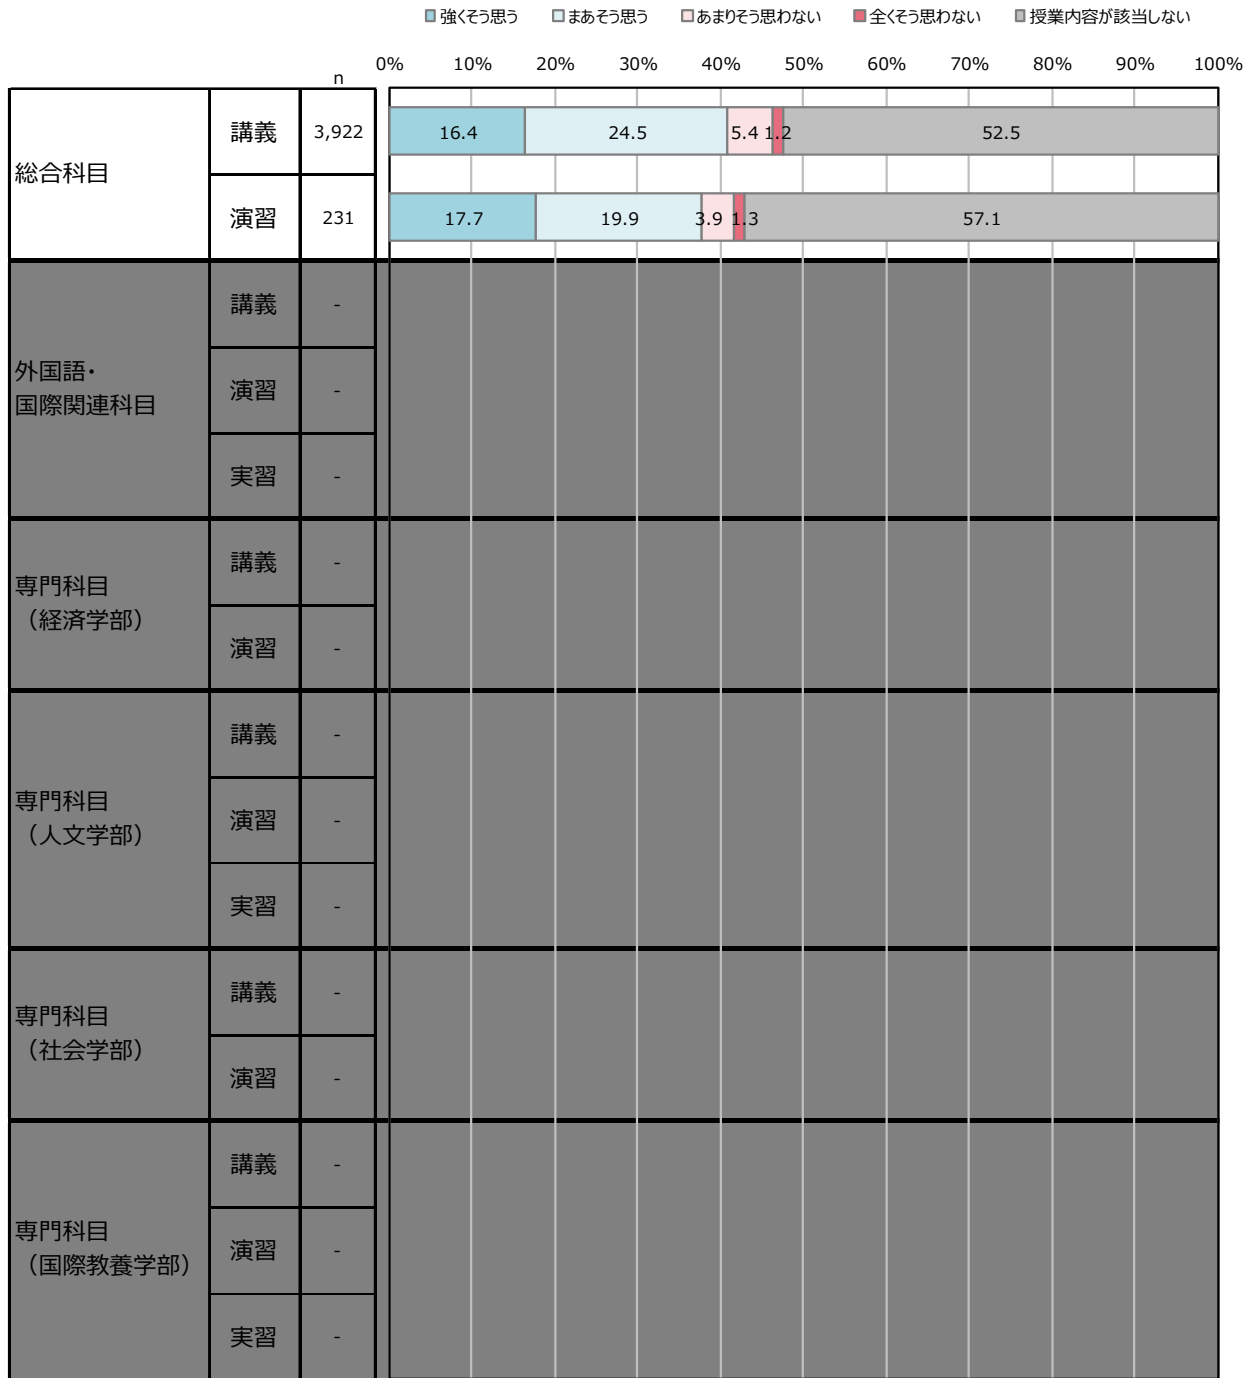 強くそう思う まあそう思う あまりそう思わない 全くそう思わない 授業内容が該当しない
n 0% 10% 20% 30% 40% 50% 60% 70% 80% 90% 100%
総合科目
講義 3,922 16.4 24.5 5.4 1.2 52.5
演習 231 17.7 19.9 3.9 1.3 57.1
外国語・
国際関連科目
講義 -
演習 -
実習 -
専門科目
（経済学部）
講義 -
演習 -
専門科目
（人文学部）
講義 -
演習 -
実習 -
専門科目
（社会学部）
講義 -
演習 -
専門科目
（国際教養学部）
講義 -
演習 -
実習 -